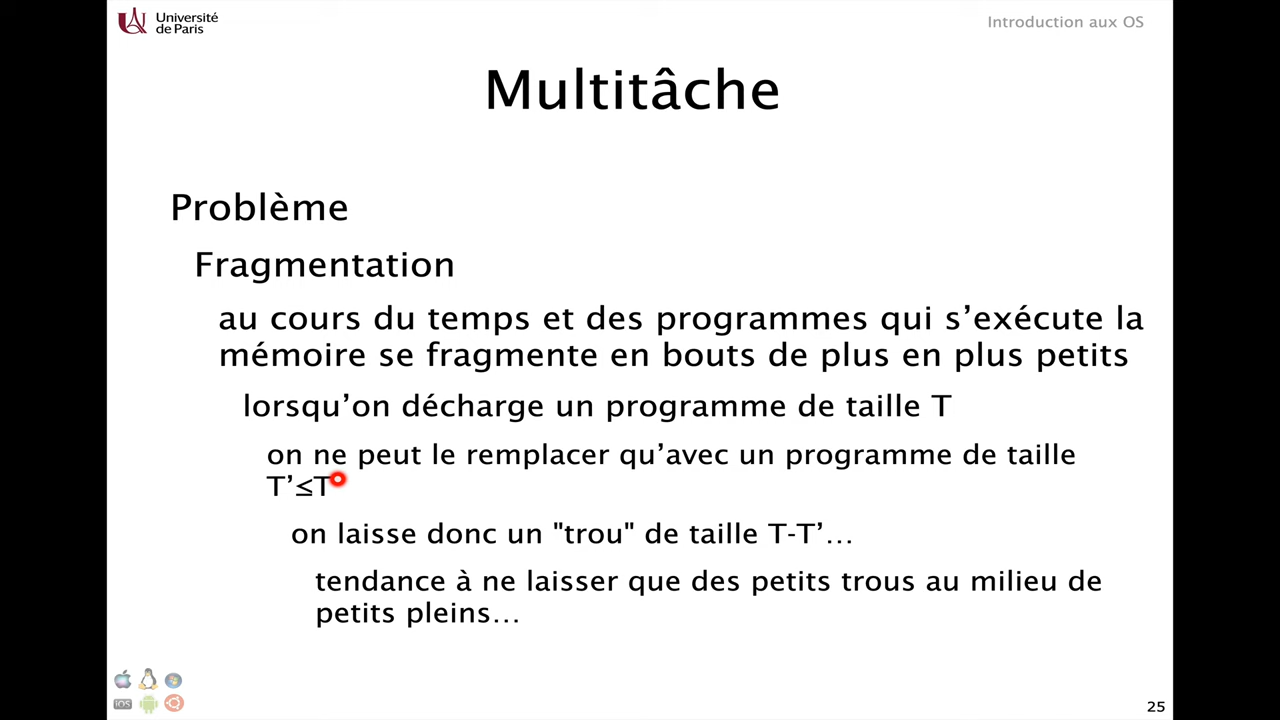 Université
de Paris
Introduction aux OS
Multitâche
Problème
Fragmentation
au cours du temps et des programmes qui s’exécute la
mémoire se fragmente en bouts de plus en plus petits
lorsqu’on décharge un programme de taille T
on ne peut le remplacer qu’avec un programme de taille
T’≤T
on laisse donc un "trou" de taille T-T’…
tendance à ne laisser que des petits trous au milieu de
petits pleins…
iOS
25